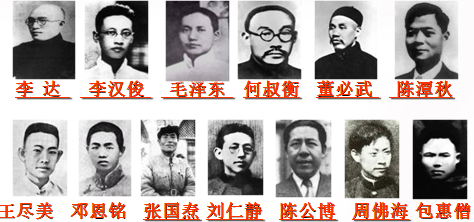 李 达 李汉俊 毛泽东 何叔衡 董必武 陈潭秋
王尽美 邓恩铭 张国焘 刘仁静 陈公博 周佛海 包惠僧